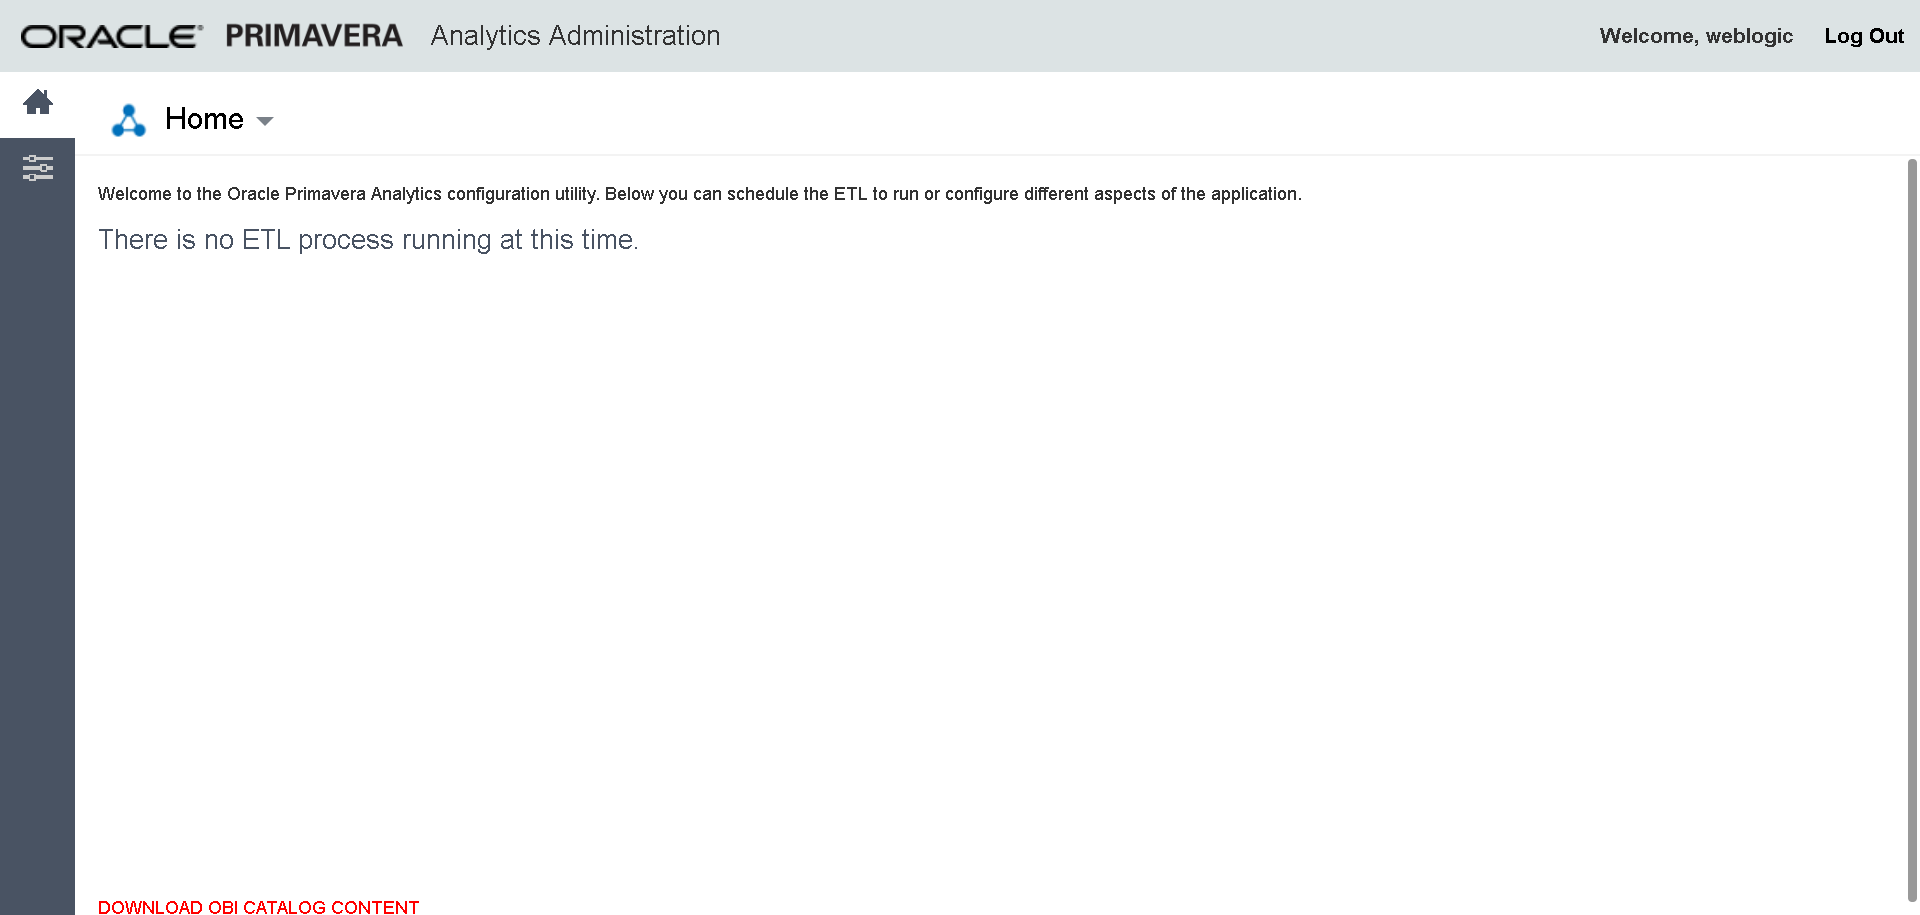 ORACLE® PRIMAVERA Analytics Administration
Welcome, weblogic Log Out
Home
Welcome to the Oracle Primavera Analytics configuration utility. Below you can schedule the ETL to run or configure different aspects of the application.
There is no ETL process running at this time.
DOWNLOAD OBI CATALOG CONTENT